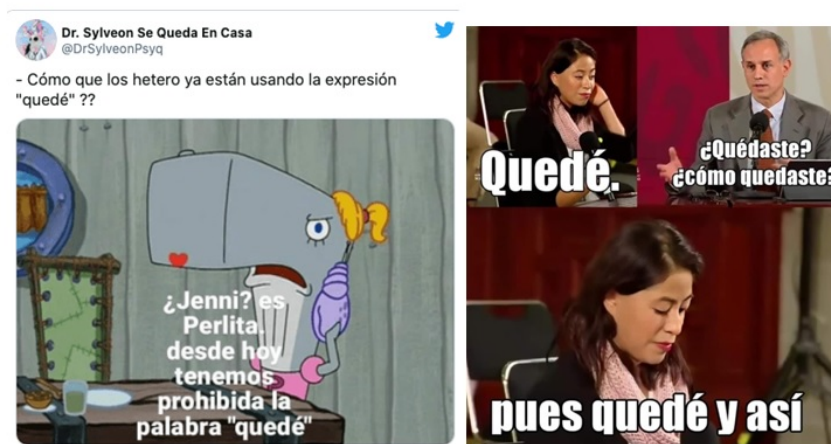 Dr. Sylveon Se Queda En Casa
@DrSylveonPsyq
- Cómo que los hetero ya están usando la expresión
"quedé" ??
¿Jenni? es
Perlita.
desde hoy
tenemos
prohibida la
palabra "quedé"
Quedé.
¿Quédaste?
¿cómo quedaste?
pues quedé y así